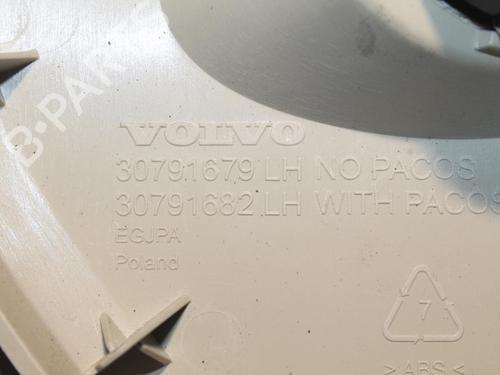 B-PARTS
VOLVO
30791679 LH NO PACOS
30791682 LH WITH PACOS
EGJPA
Poland
7
>ABS<